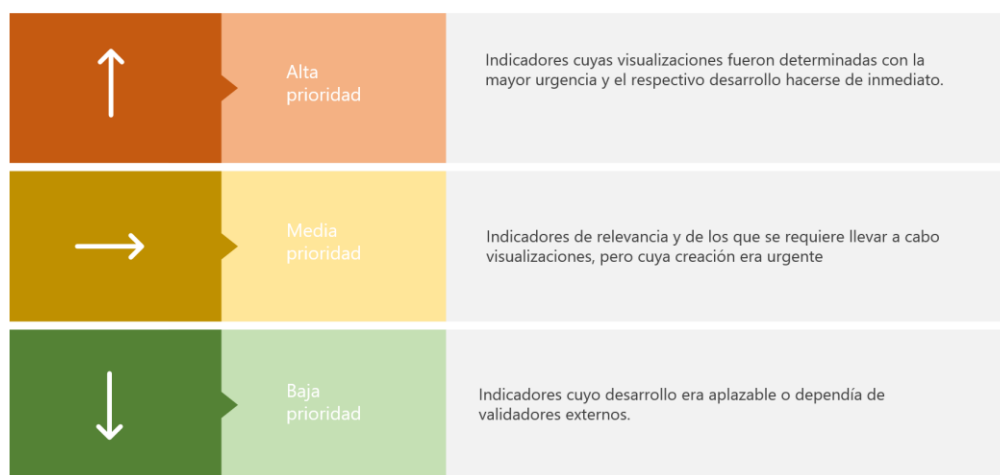 Alta
prioridad
Indicadores cuyas visualizaciones fueron determinadas con la
mayor urgencia y el respectivo desarrollo hacerse de inmediato.
Media
prioridad
Indicadores de relevancia y de los que se requiere llevar a cabo
visualizaciones, pero cuya creación era urgente
Baja
prioridad
Indicadores cuyo desarrollo era aplazable o dependía de
validadores externos.